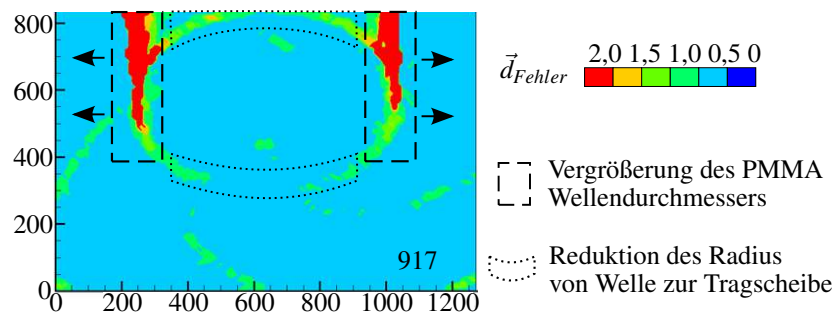 800
600
400
200
0
0 200 400 600 800 1000 1200
917
d⃗Fehler
2,0 1,5 1,0 0,5 0
Vergrößerung des PMMA
Wellendurchmessers
Reduktion des Radius
von Welle zur Tragscheibe